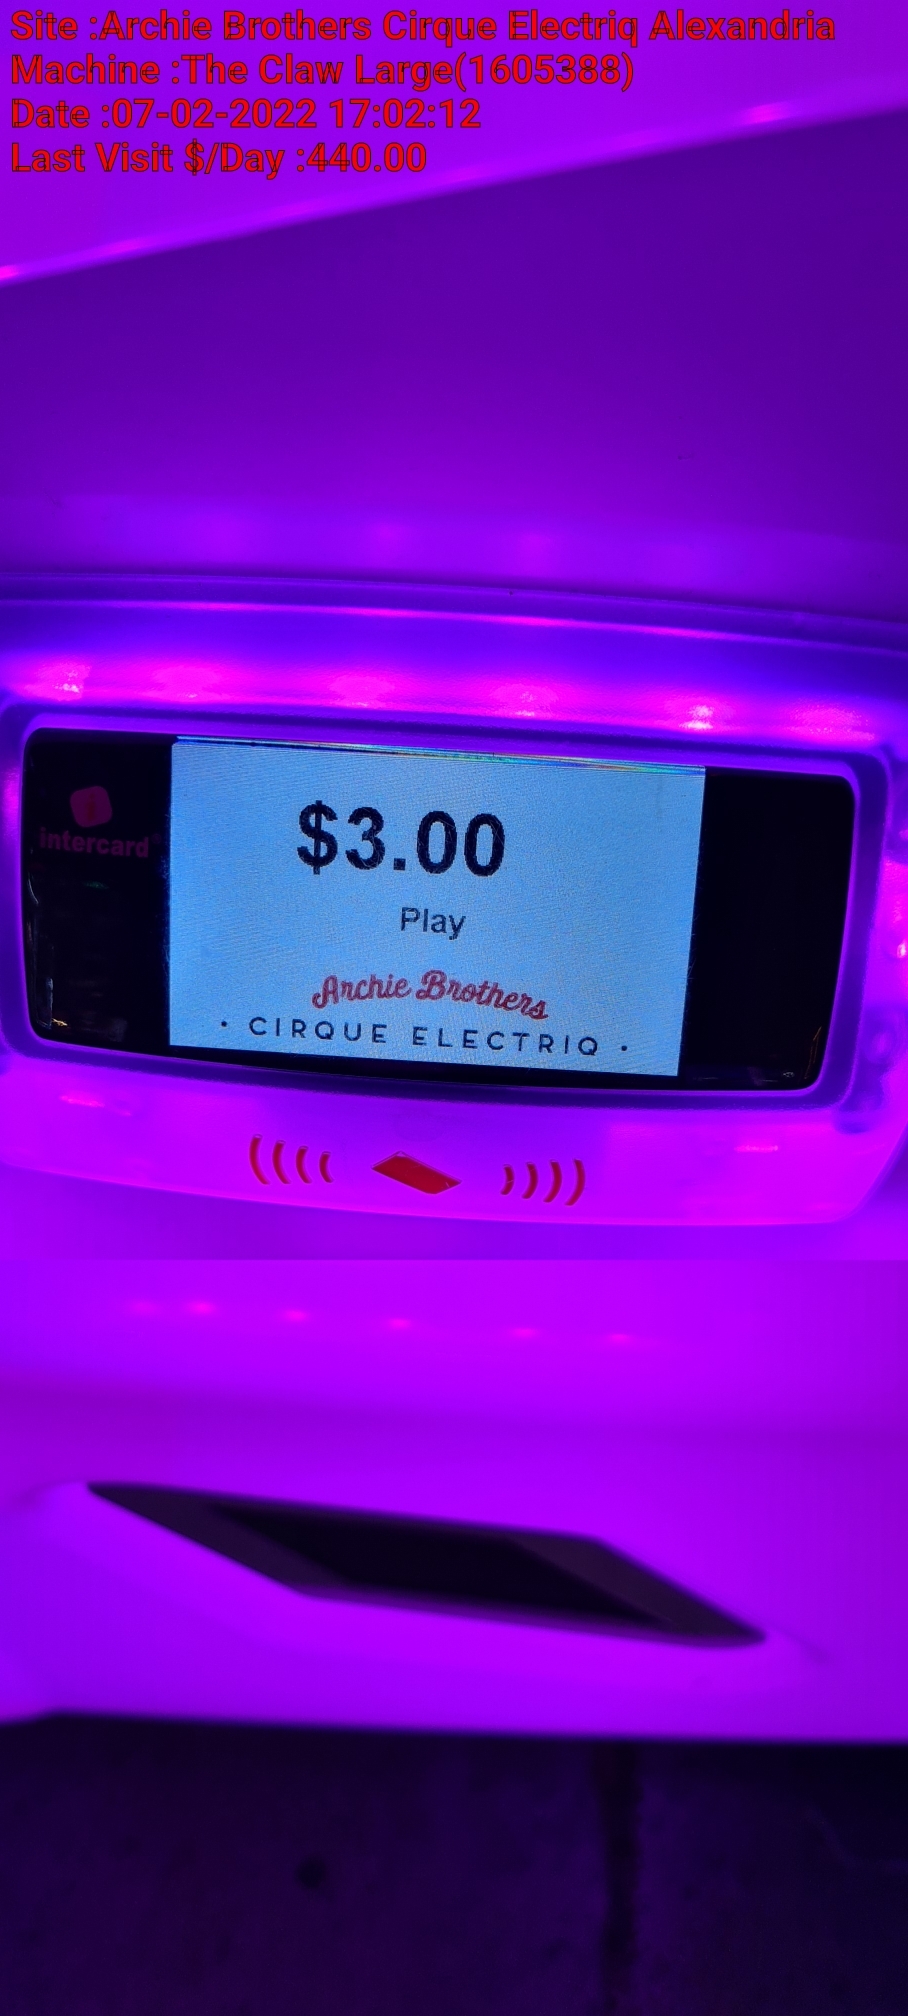 Site :Archie Brothers Cirque Electriq Alexandria
Machine :The Claw Large(1605388)
Date :07-02-2022 17:02:12
Last Visit $/Day :440.00
intercard®
$3.00
Play
Archie Brothers
· CIRQUE ELECTRIQ ·